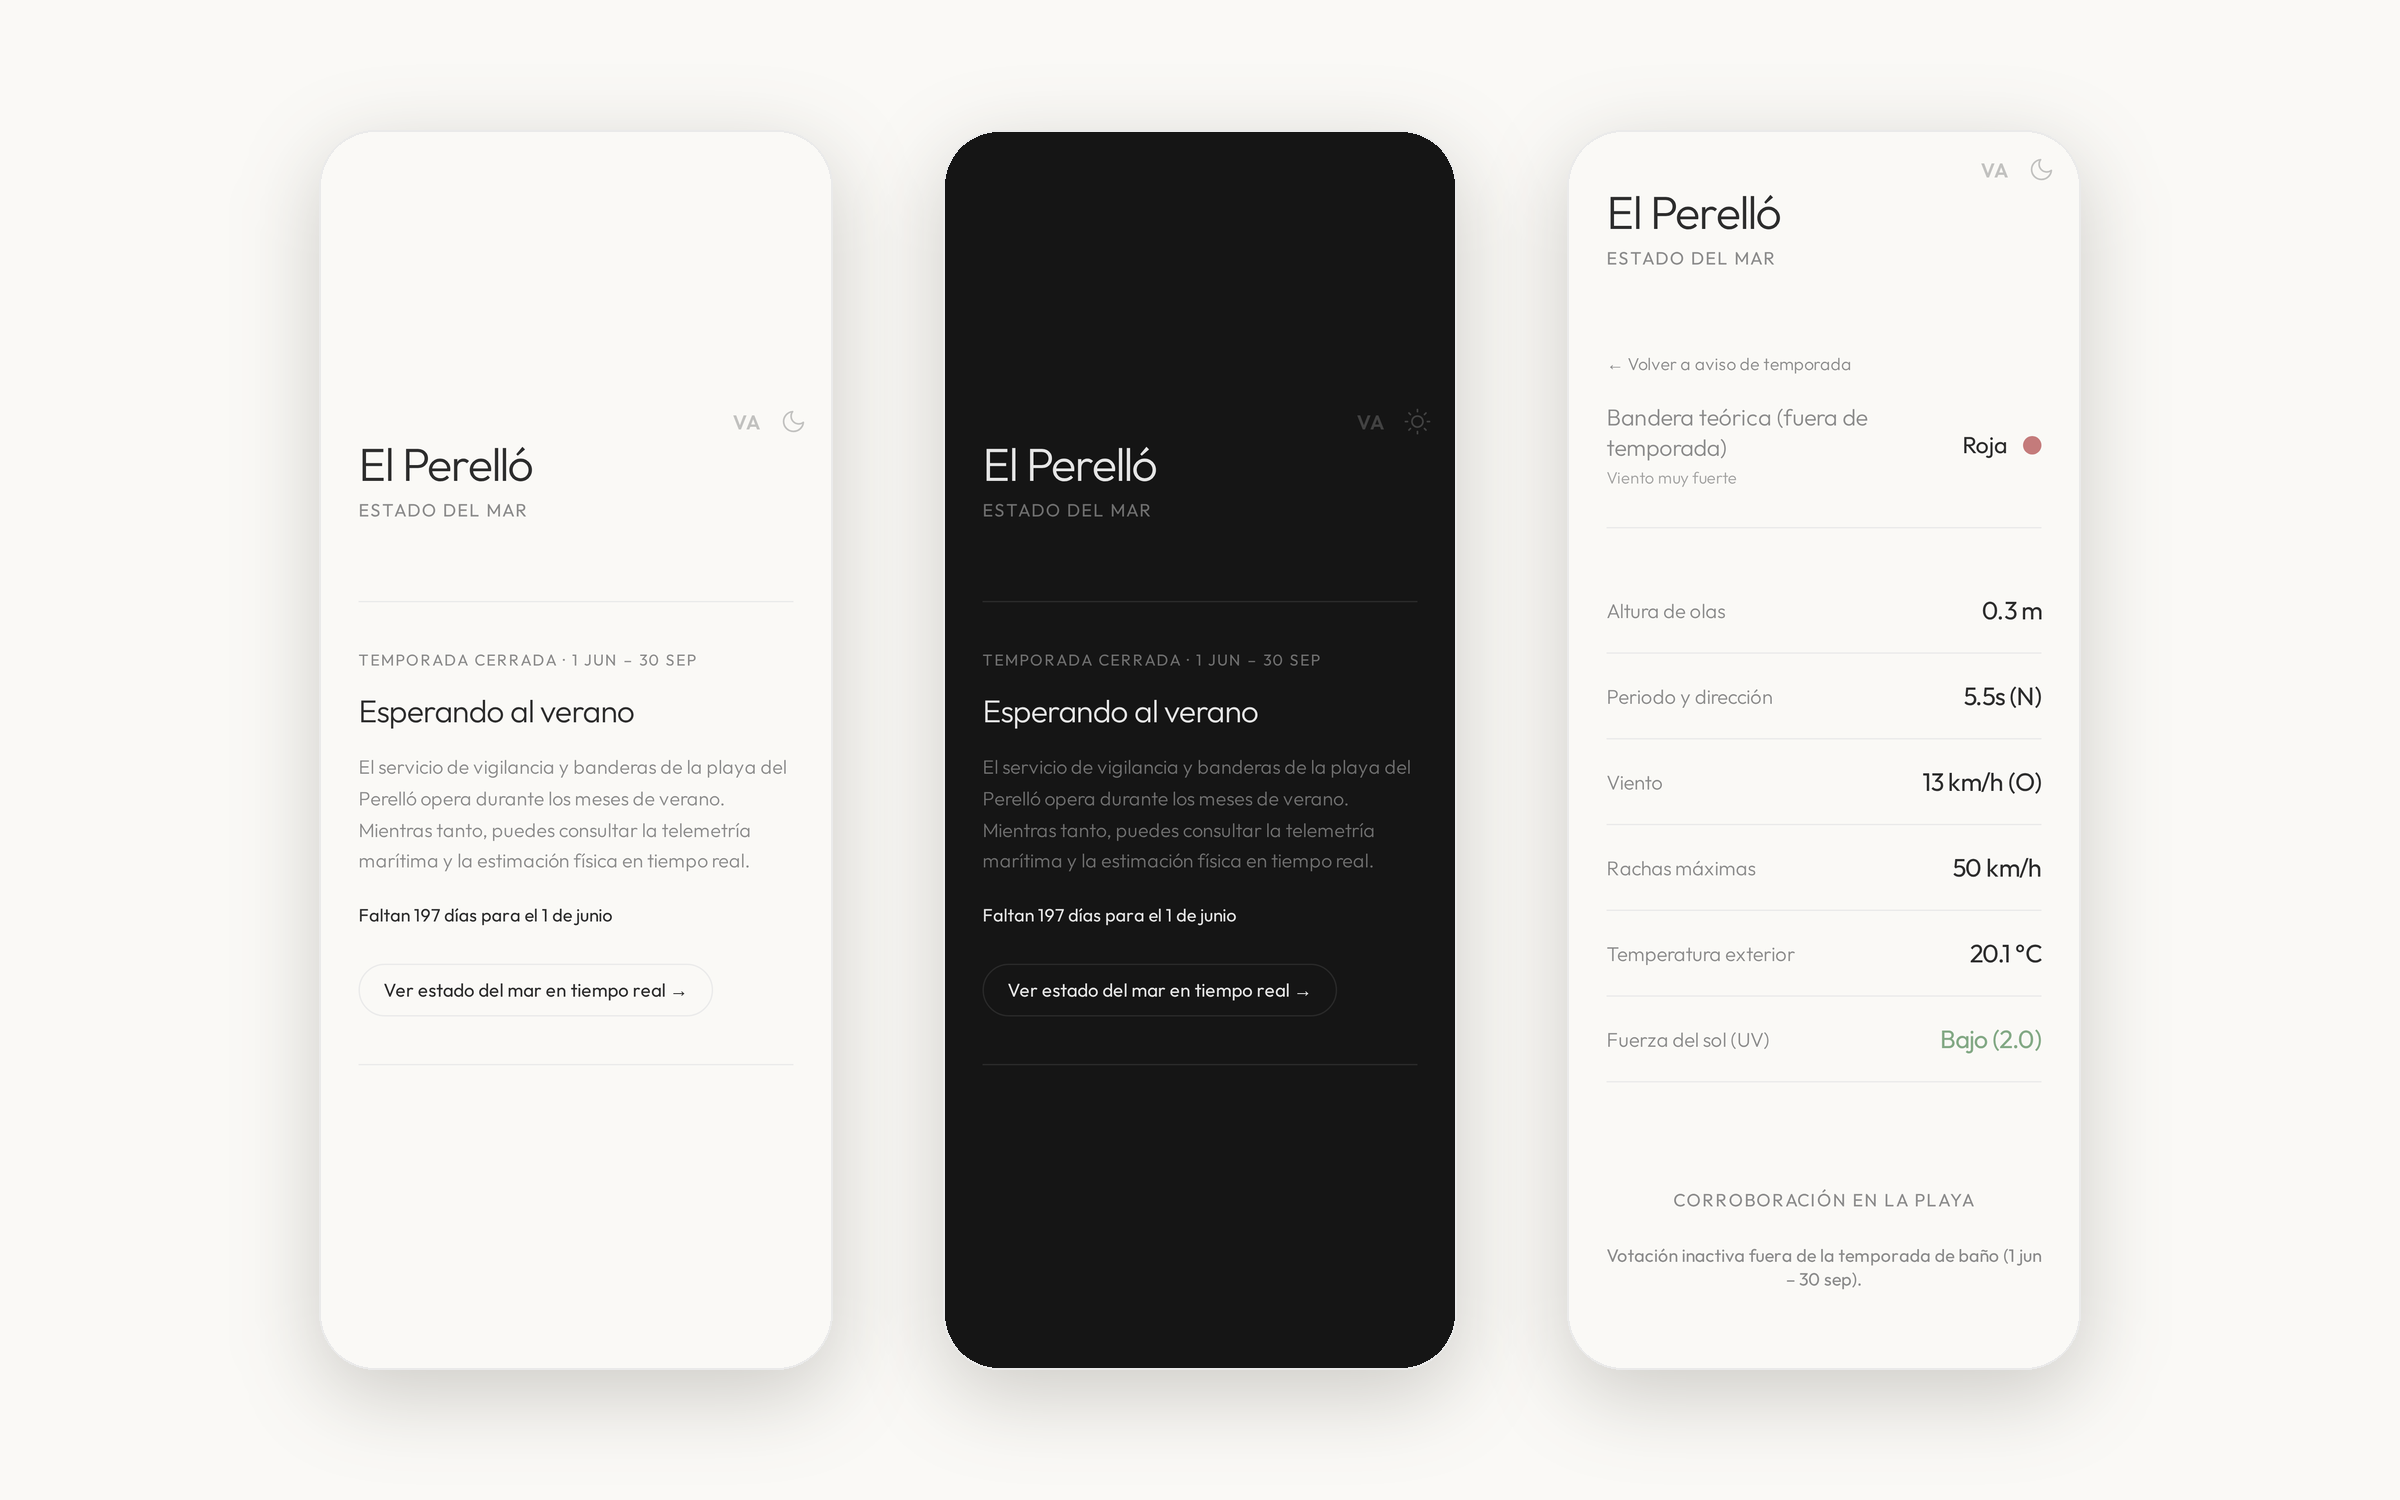 VA
El Perelló
ESTADO DEL MAR
TEMPORADA CERRADA · 1 JUN – 30 SEP
Esperando al verano
El servicio de vigilancia y banderas de la playa del
Perelló opera durante los meses de verano.
Mientras tanto, puedes consultar la telemetría
marítima y la estimación física en tiempo real.
Faltan 197 días para el 1 de junio
Ver estado del mar en tiempo real →
VA
El Perelló
ESTADO DEL MAR
TEMPORADA CERRADA · 1 JUN – 30 SEP
Esperando al verano
El servicio de vigilancia y banderas de la playa del
Perelló opera durante los meses de verano.
Mientras tanto, puedes consultar la telemetría
marítima y la estimación física en tiempo real.
Faltan 197 días para el 1 de junio
Ver estado del mar en tiempo real →
VA
El Perelló
ESTADO DEL MAR
← Volver a aviso de temporada
Bandera teórica (fuera de
temporada)
Roja
Viento muy fuerte
Altura de olas 0.3 m
Periodo y dirección 5.5s (N)
Viento 13 km/h (O)
Rachas máximas 50 km/h
Temperatura exterior 20.1 °C
Fuerza del sol (UV) Bajo (2.0)
CORROBORACIÓN EN LA PLAYA
Votación inactiva fuera de la temporada de baño (1 jun
– 30 sep).